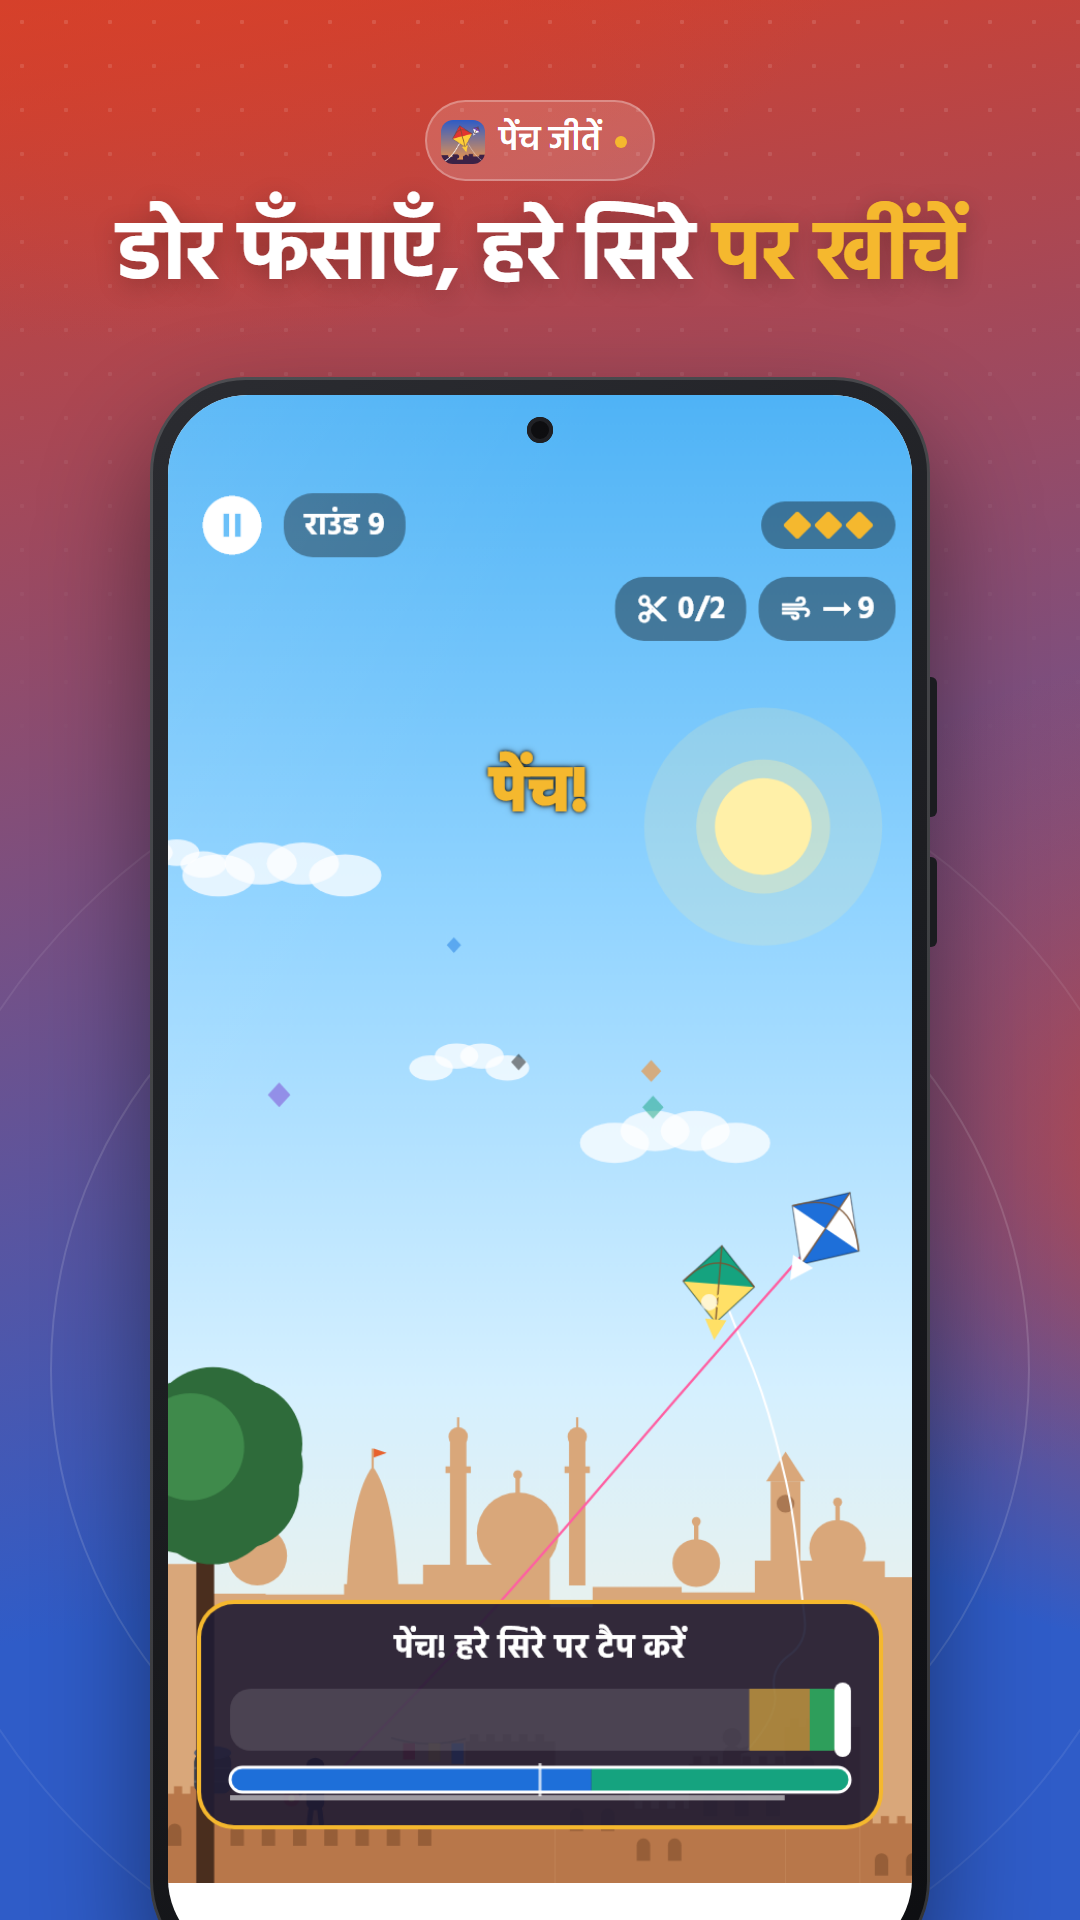 पेंच जीतें
डोर फँसाएँ, हरे सिरे पर खींचें
राउंड 9
0/2
→9
पेंच!
पेंच! हरे सिरे पर टैप करें